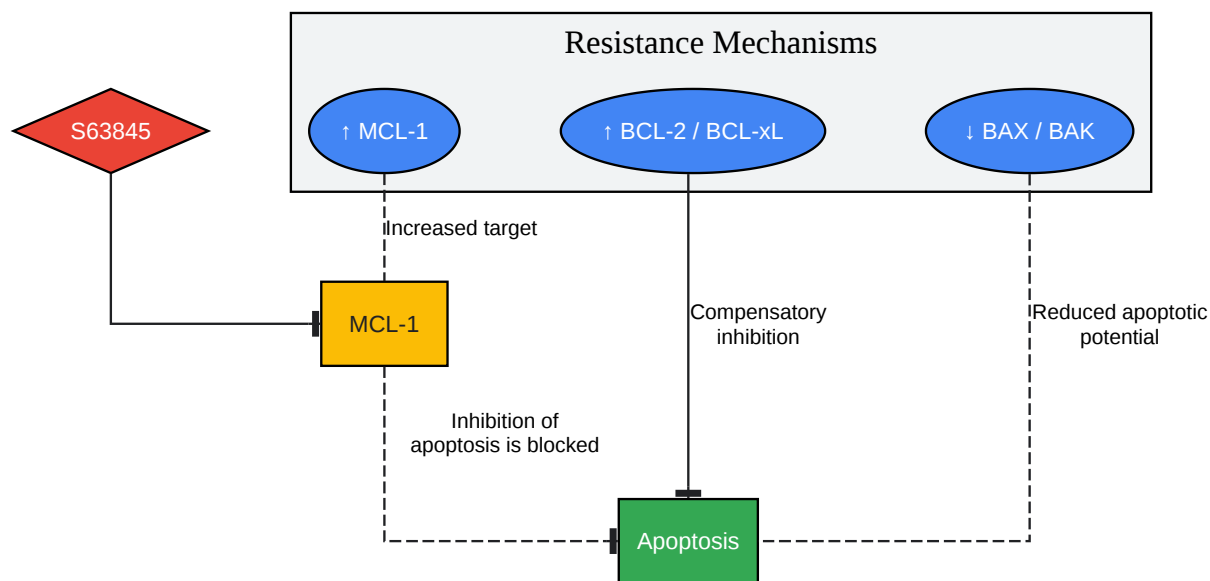 Resistance Mechanisms
S63845
↑ MCL-1
↑ BCL-2 / BCL-xL
↓ BAX / BAK
Increased target
MCL-1
Compensatory
inhibition
Reduced apoptotic
potential
Inhibition of
apoptosis is blocked
Apoptosis